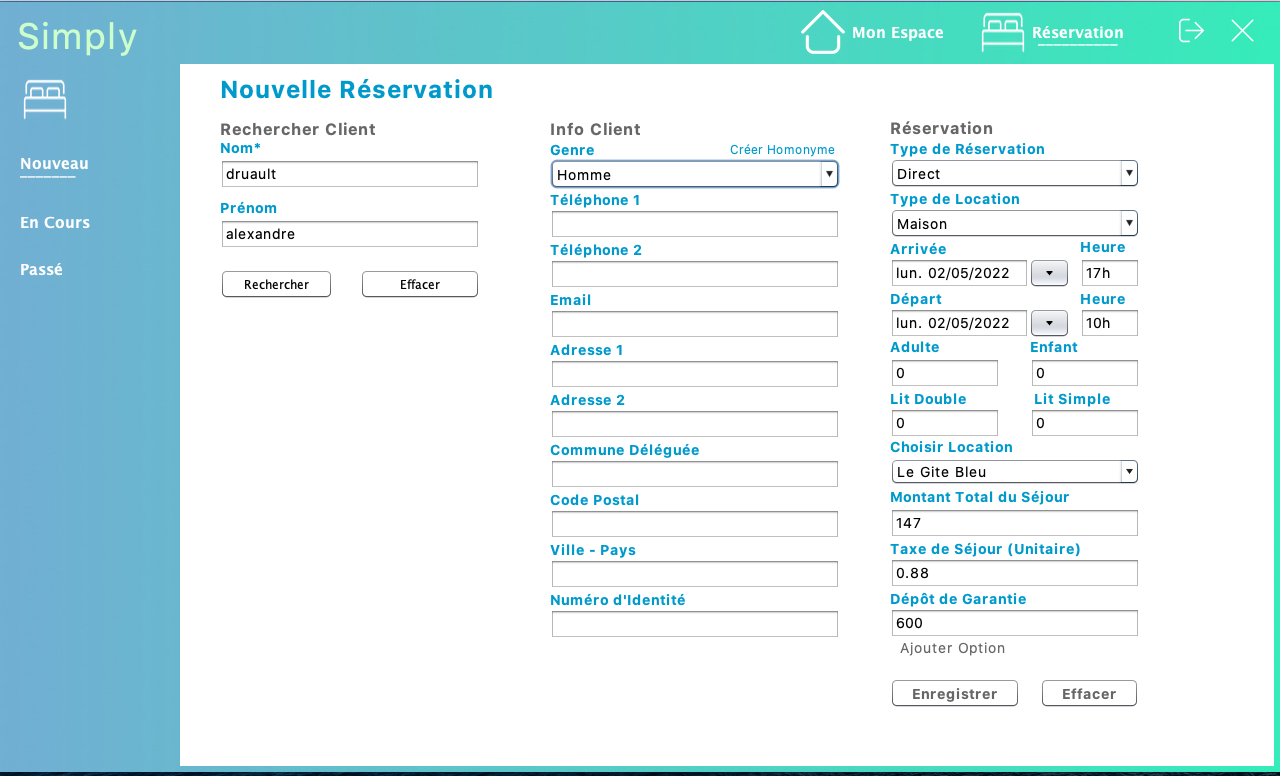 Simply
Mon Espace
Réservation
Nouveau
En Cours
Passé
Nouvelle Réservation
Rechercher Client
Nom*
druault
Prénom
alexandre
Rechercher Effacer
Info Client
Genre Créer Homonyme
Homme
Téléphone 1
Téléphone 2
Email
Adresse 1
Adresse 2
Commune Déléguée
Code Postal
Ville - Pays
Numéro d'Identité
Réservation
Type de Réservation
Direct
Type de Location
Maison
Arrivée Heure
lun. 02/05/2022 17h
Départ Heure
lun. 02/05/2022 10h
Adulte Enfant
0 0
Lit Double Lit Simple
0 0
Choisir Location
Le Gite Bleu
Montant Total du Séjour
147
Taxe de Séjour (Unitaire)
0.88
Dépôt de Garantie
600
Ajouter Option
Enregistrer Effacer